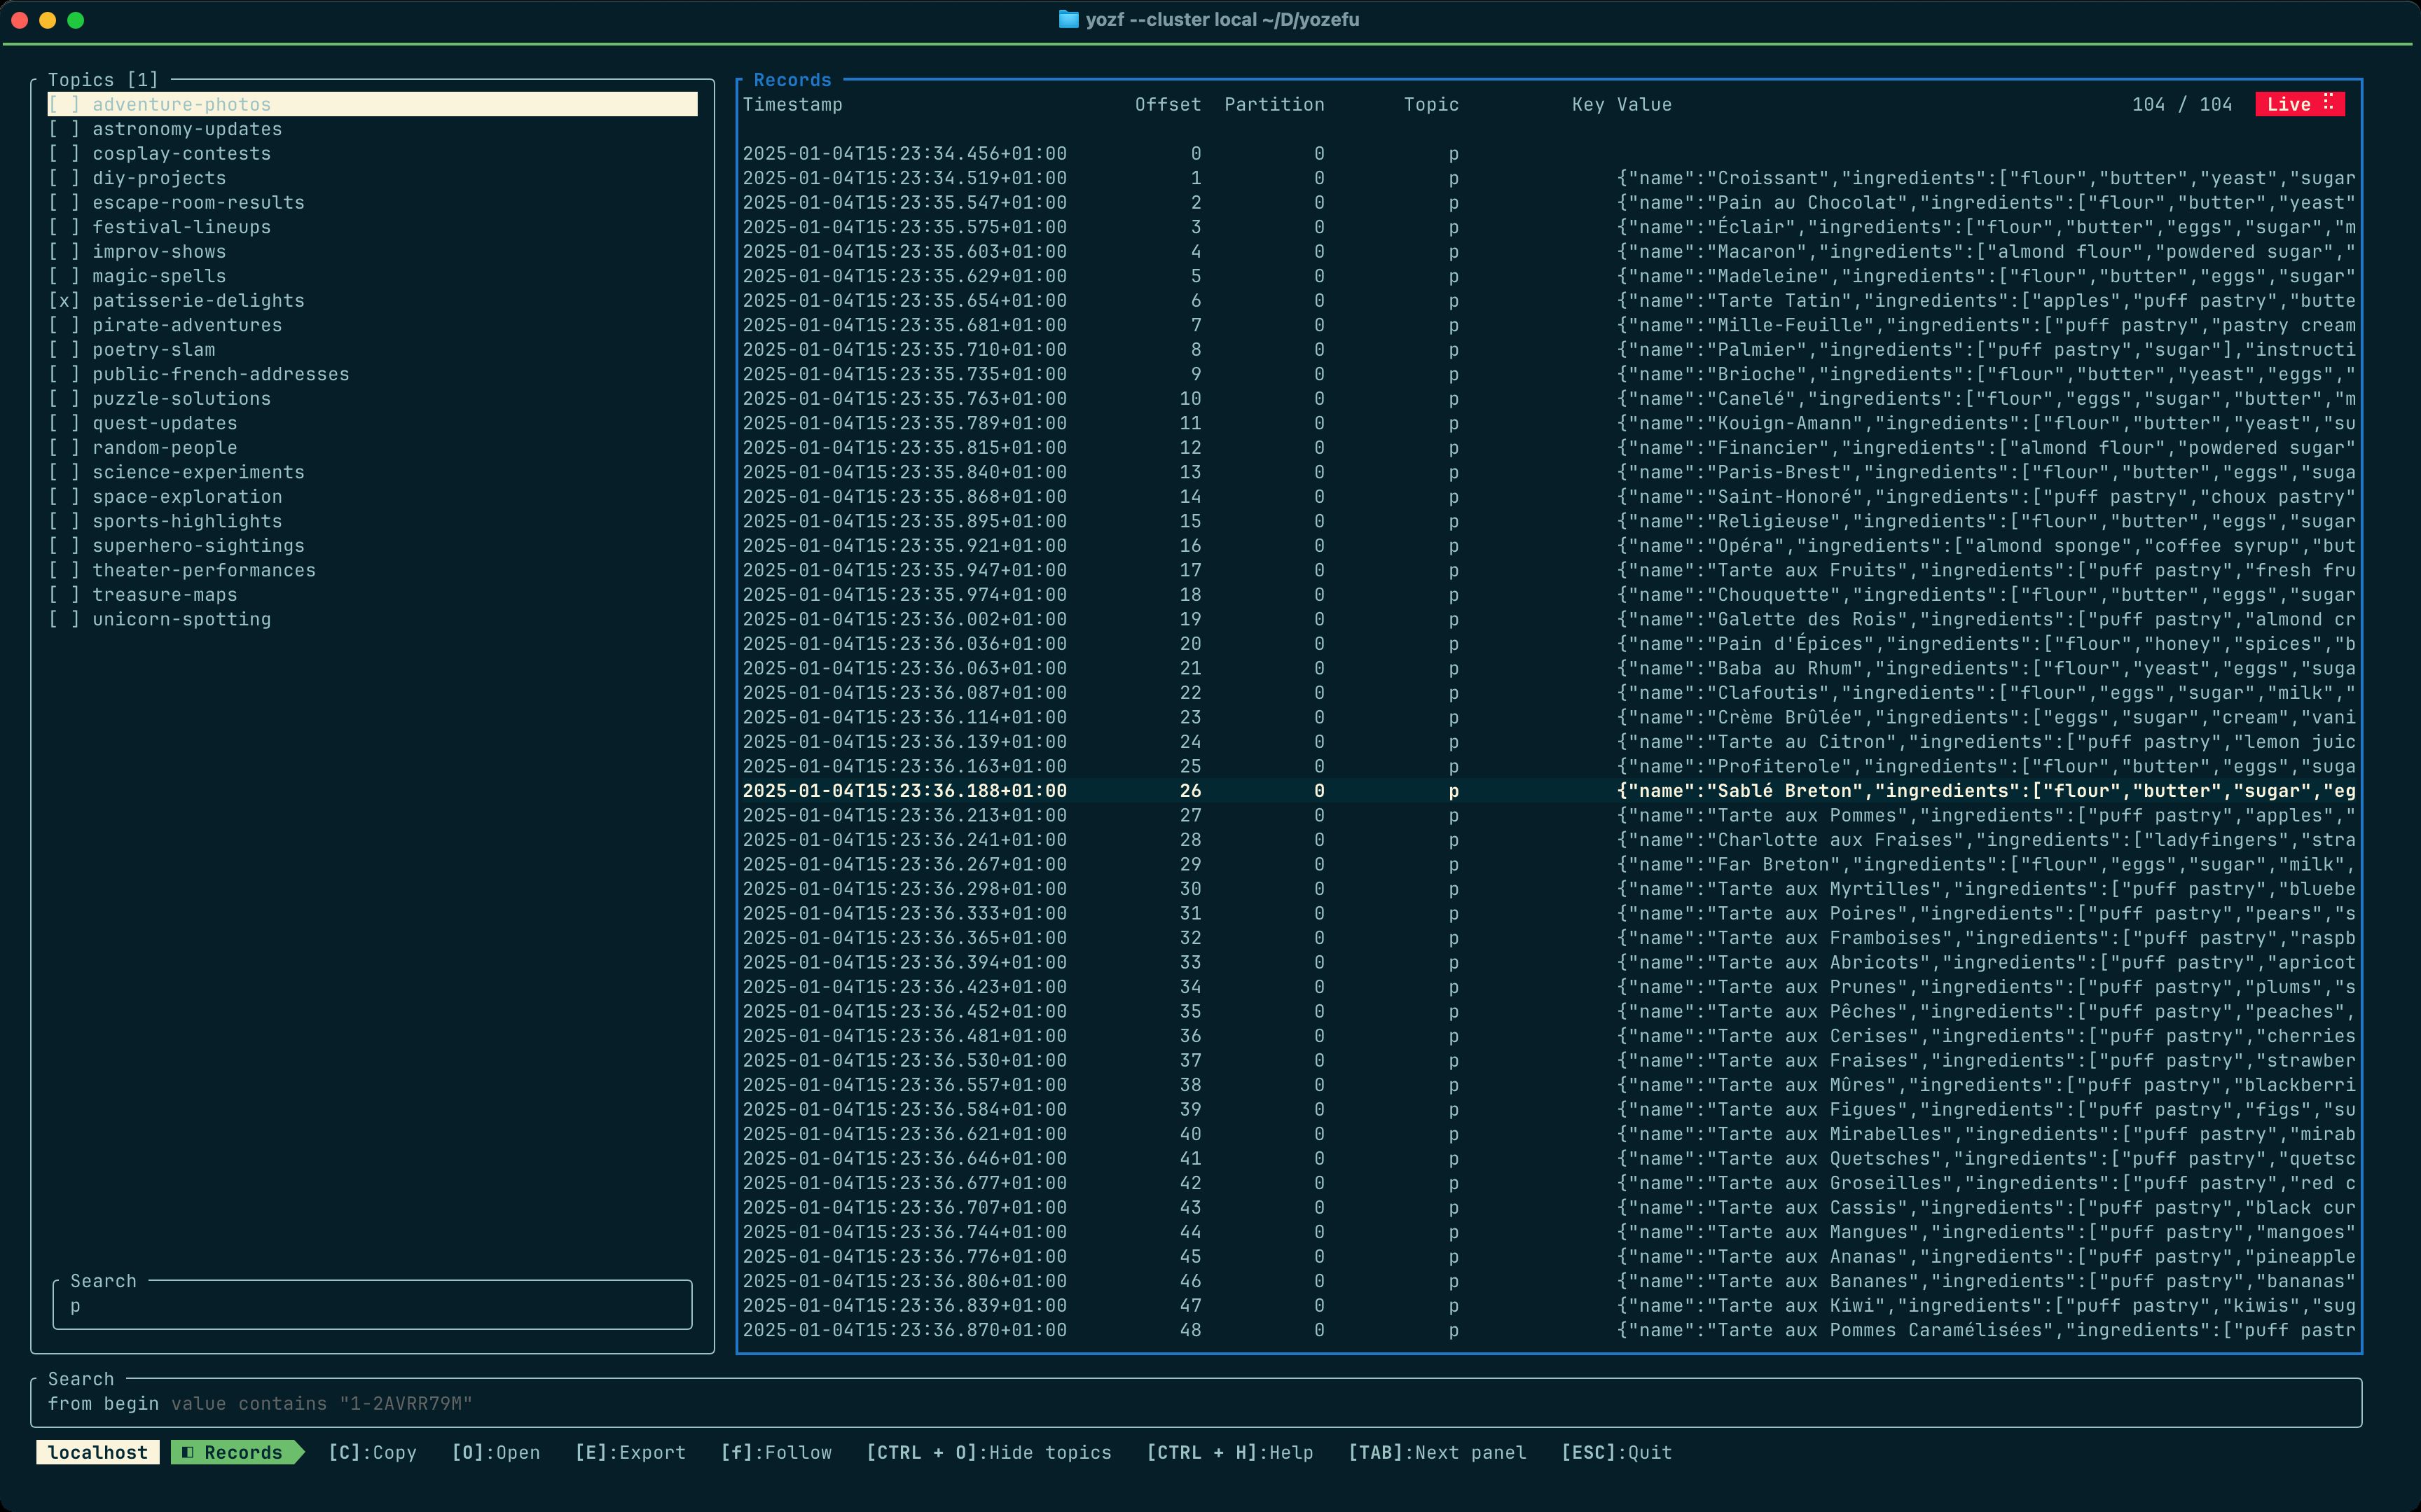 yozf --cluster local ~/D/yozefu
Topics [1]
[ ] adventure-photos
[ ] astronomy-updates
[ ] cosplay-contests
[ ] diy-projects
[ ] escape-room-results
[ ] festival-lineups
[ ] improv-shows
[ ] magic-spells
[x] patisserie-delights
[ ] pirate-adventures
[ ] poetry-slam
[ ] public-french-addresses
[ ] puzzle-solutions
[ ] quest-updates
[ ] random-people
[ ] science-experiments
[ ] space-exploration
[ ] sports-highlights
[ ] superhero-sightings
[ ] theater-performances
[ ] treasure-maps
[ ] unicorn-spotting
Search
p
Records
Timestamp Offset Partition Topic Key Value 104 / 104 Live
2025-01-04T15:23:34.456+01:00 0 0 p
2025-01-04T15:23:34.519+01:00 1 0 p {"name":"Croissant","ingredients":["flour","butter","yeast","sugar
2025-01-04T15:23:35.547+01:00 2 0 p {"name":"Pain au Chocolat","ingredients":["flour","butter","yeast"
2025-01-04T15:23:35.575+01:00 3 0 p {"name":"Éclair","ingredients":["flour","butter","eggs","sugar","m
2025-01-04T15:23:35.603+01:00 4 0 p {"name":"Macaron","ingredients":["almond flour","powdered sugar","
2025-01-04T15:23:35.629+01:00 5 0 p {"name":"Madeleine","ingredients":["flour","butter","eggs","sugar"
2025-01-04T15:23:35.654+01:00 6 0 p {"name":"Tarte Tatin","ingredients":["apples","puff pastry","butte
2025-01-04T15:23:35.681+01:00 7 0 p {"name":"Mille-Feuille","ingredients":["puff pastry","pastry cream
2025-01-04T15:23:35.710+01:00 8 0 p {"name":"Palmier","ingredients":["puff pastry","sugar"],"instructi
2025-01-04T15:23:35.735+01:00 9 0 p {"name":"Brioche","ingredients":["flour","butter","yeast","eggs","
2025-01-04T15:23:35.763+01:00 10 0 p {"name":"Canelé","ingredients":["flour","eggs","sugar","butter","m
2025-01-04T15:23:35.789+01:00 11 0 p {"name":"Kouign-Amann","ingredients":["flour","butter","yeast","su
2025-01-04T15:23:35.815+01:00 12 0 p {"name":"Financier","ingredients":["almond flour","powdered sugar"
2025-01-04T15:23:35.840+01:00 13 0 p {"name":"Paris-Brest","ingredients":["flour","butter","eggs","suga
2025-01-04T15:23:35.868+01:00 14 0 p {"name":"Saint-Honoré","ingredients":["puff pastry","choux pastry"
2025-01-04T15:23:35.895+01:00 15 0 p {"name":"Religieuse","ingredients":["flour","butter","eggs","sugar
2025-01-04T15:23:35.921+01:00 16 0 p {"name":"Opéra","ingredients":["almond sponge","coffee syrup","but
2025-01-04T15:23:35.947+01:00 17 0 p {"name":"Tarte aux Fruits","ingredients":["puff pastry","fresh fru
2025-01-04T15:23:35.974+01:00 18 0 p {"name":"Chouquette","ingredients":["flour","butter","eggs","sugar
2025-01-04T15:23:36.002+01:00 19 0 p {"name":"Galette des Rois","ingredients":["puff pastry","almond cr
2025-01-04T15:23:36.036+01:00 20 0 p {"name":"Pain d'Épices","ingredients":["flour","honey","spices","b
2025-01-04T15:23:36.063+01:00 21 0 p {"name":"Baba au Rhum","ingredients":["flour","yeast","eggs","suga
2025-01-04T15:23:36.087+01:00 22 0 p {"name":"Clafoutis","ingredients":["flour","eggs","sugar","milk","
2025-01-04T15:23:36.114+01:00 23 0 p {"name":"Crème Brûlée","ingredients":["eggs","sugar","cream","vani
2025-01-04T15:23:36.139+01:00 24 0 p {"name":"Tarte au Citron","ingredients":["puff pastry","lemon juic
2025-01-04T15:23:36.163+01:00 25 0 p {"name":"Profiterole","ingredients":["flour","butter","eggs","suga
2025-01-04T15:23:36.188+01:00 26 0 p {"name":"Sablé Breton","ingredients":["flour","butter","sugar","eg
2025-01-04T15:23:36.213+01:00 27 0 p {"name":"Tarte aux Pommes","ingredients":["puff pastry","apples","
2025-01-04T15:23:36.241+01:00 28 0 p {"name":"Charlotte aux Fraises","ingredients":["ladyfingers","stra
2025-01-04T15:23:36.267+01:00 29 0 p {"name":"Far Breton","ingredients":["flour","eggs","sugar","milk",
2025-01-04T15:23:36.298+01:00 30 0 p {"name":"Tarte aux Myrtilles","ingredients":["puff pastry","bluebe
2025-01-04T15:23:36.333+01:00 31 0 p {"name":"Tarte aux Poires","ingredients":["puff pastry","pears","s
2025-01-04T15:23:36.365+01:00 32 0 p {"name":"Tarte aux Framboises","ingredients":["puff pastry","raspb
2025-01-04T15:23:36.394+01:00 33 0 p {"name":"Tarte aux Abricots","ingredients":["puff pastry","apricot
2025-01-04T15:23:36.423+01:00 34 0 p {"name":"Tarte aux Prunes","ingredients":["puff pastry","plums","s
2025-01-04T15:23:36.452+01:00 35 0 p {"name":"Tarte aux Pêches","ingredients":["puff pastry","peaches",
2025-01-04T15:23:36.481+01:00 36 0 p {"name":"Tarte aux Cerises","ingredients":["puff pastry","cherries
2025-01-04T15:23:36.530+01:00 37 0 p {"name":"Tarte aux Fraises","ingredients":["puff pastry","strawber
2025-01-04T15:23:36.557+01:00 38 0 p {"name":"Tarte aux Mûres","ingredients":["puff pastry","blackberri
2025-01-04T15:23:36.584+01:00 39 0 p {"name":"Tarte aux Figues","ingredients":["puff pastry","figs","su
2025-01-04T15:23:36.621+01:00 40 0 p {"name":"Tarte aux Mirabelles","ingredients":["puff pastry","mirab
2025-01-04T15:23:36.646+01:00 41 0 p {"name":"Tarte aux Quetsches","ingredients":["puff pastry","quetsc
2025-01-04T15:23:36.677+01:00 42 0 p {"name":"Tarte aux Groseilles","ingredients":["puff pastry","red c
2025-01-04T15:23:36.707+01:00 43 0 p {"name":"Tarte aux Cassis","ingredients":["puff pastry","black cur
2025-01-04T15:23:36.744+01:00 44 0 p {"name":"Tarte aux Mangues","ingredients":["puff pastry","mangoes"
2025-01-04T15:23:36.776+01:00 45 0 p {"name":"Tarte aux Ananas","ingredients":["puff pastry","pineapple
2025-01-04T15:23:36.806+01:00 46 0 p {"name":"Tarte aux Bananes","ingredients":["puff pastry","bananas"
2025-01-04T15:23:36.839+01:00 47 0 p {"name":"Tarte aux Kiwi","ingredients":["puff pastry","kiwis","sug
2025-01-04T15:23:36.870+01:00 48 0 p {"name":"Tarte aux Pommes Caramélisées","ingredients":["puff pastr
Search
from begin value contains "1-2AVRR79M"
localhost Records [C]:Copy [O]:Open [E]:Export [f]:Follow [CTRL + O]:Hide topics [CTRL + H]:Help [TAB]:Next panel [ESC]:Quit